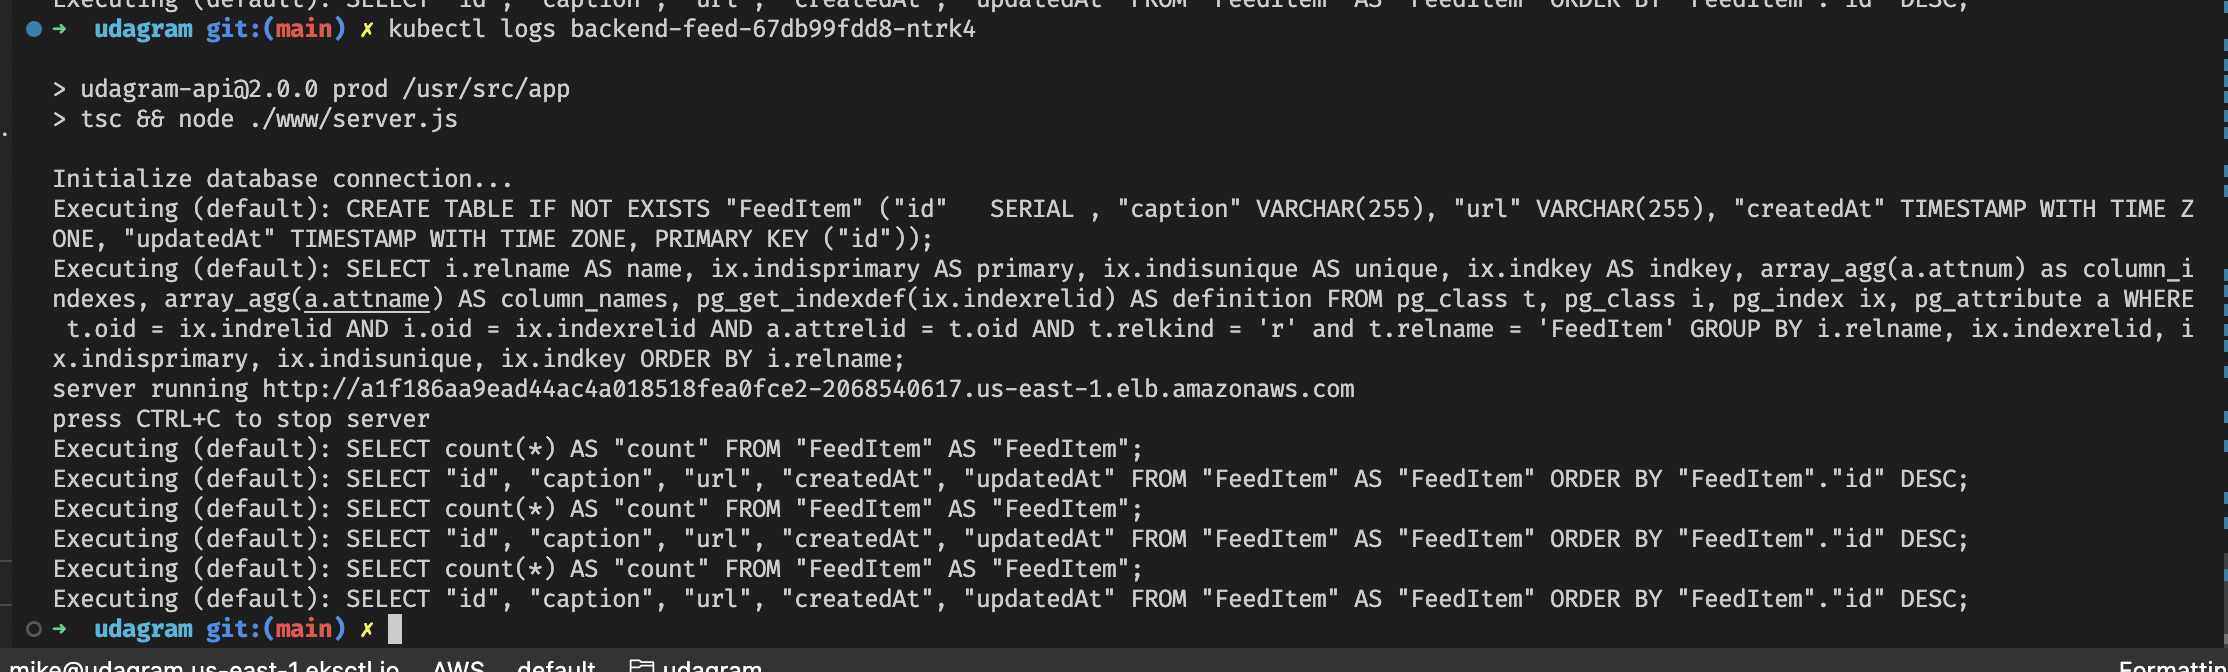 Executing (default): SELECT "id", "caption", "url", "createdAt", "updatedAt" FROM "FeedItem" AS "FeedItem" ORDER BY "FeedItem"."id" DESC;
→ udagram git:(main) ✗ kubectl logs backend-feed-67db99fdd8-ntrk4
> udagram-api@2.0.0 prod /usr/src/app
> tsc && node ./www/server.js
Initialize database connection...
Executing (default): CREATE TABLE IF NOT EXISTS "FeedItem" ("id"   SERIAL , "caption" VARCHAR(255), "url" VARCHAR(255), "createdAt" TIMESTAMP WITH TIME Z
ONE, "updatedAt" TIMESTAMP WITH TIME ZONE, PRIMARY KEY ("id"));
Executing (default): SELECT i.relname AS name, ix.indisprimary AS primary, ix.indisunique AS unique, ix.indkey AS indkey, array_agg(a.attnum) as column_i
ndexes, array_agg(a.attname) AS column_names, pg_get_indexdef(ix.indexrelid) AS definition FROM pg_class t, pg_class i, pg_index ix, pg_attribute a WHERE
 t.oid = ix.indrelid AND i.oid = ix.indexrelid AND a.attrelid = t.oid AND t.relkind = 'r' and t.relname = 'FeedItem' GROUP BY i.relname, ix.indexrelid, i
x.indisprimary, ix.indisunique, ix.indkey ORDER BY i.relname;
server running http://a1f186aa9ead44ac4a018518fea0fce2-2068540617.us-east-1.elb.amazonaws.com
press CTRL+C to stop server
Executing (default): SELECT count(*) AS "count" FROM "FeedItem" AS "FeedItem";
Executing (default): SELECT "id", "caption", "url", "createdAt", "updatedAt" FROM "FeedItem" AS "FeedItem" ORDER BY "FeedItem"."id" DESC;
Executing (default): SELECT count(*) AS "count" FROM "FeedItem" AS "FeedItem";
Executing (default): SELECT "id", "caption", "url", "createdAt", "updatedAt" FROM "FeedItem" AS "FeedItem" ORDER BY "FeedItem"."id" DESC;
Executing (default): SELECT count(*) AS "count" FROM "FeedItem" AS "FeedItem";
Executing (default): SELECT "id", "caption", "url", "createdAt", "updatedAt" FROM "FeedItem" AS "FeedItem" ORDER BY "FeedItem"."id" DESC;
→ udagram git:(main) ✗
mike@udagram.us-east-1.eksctl.io AWS default udagram Formattin